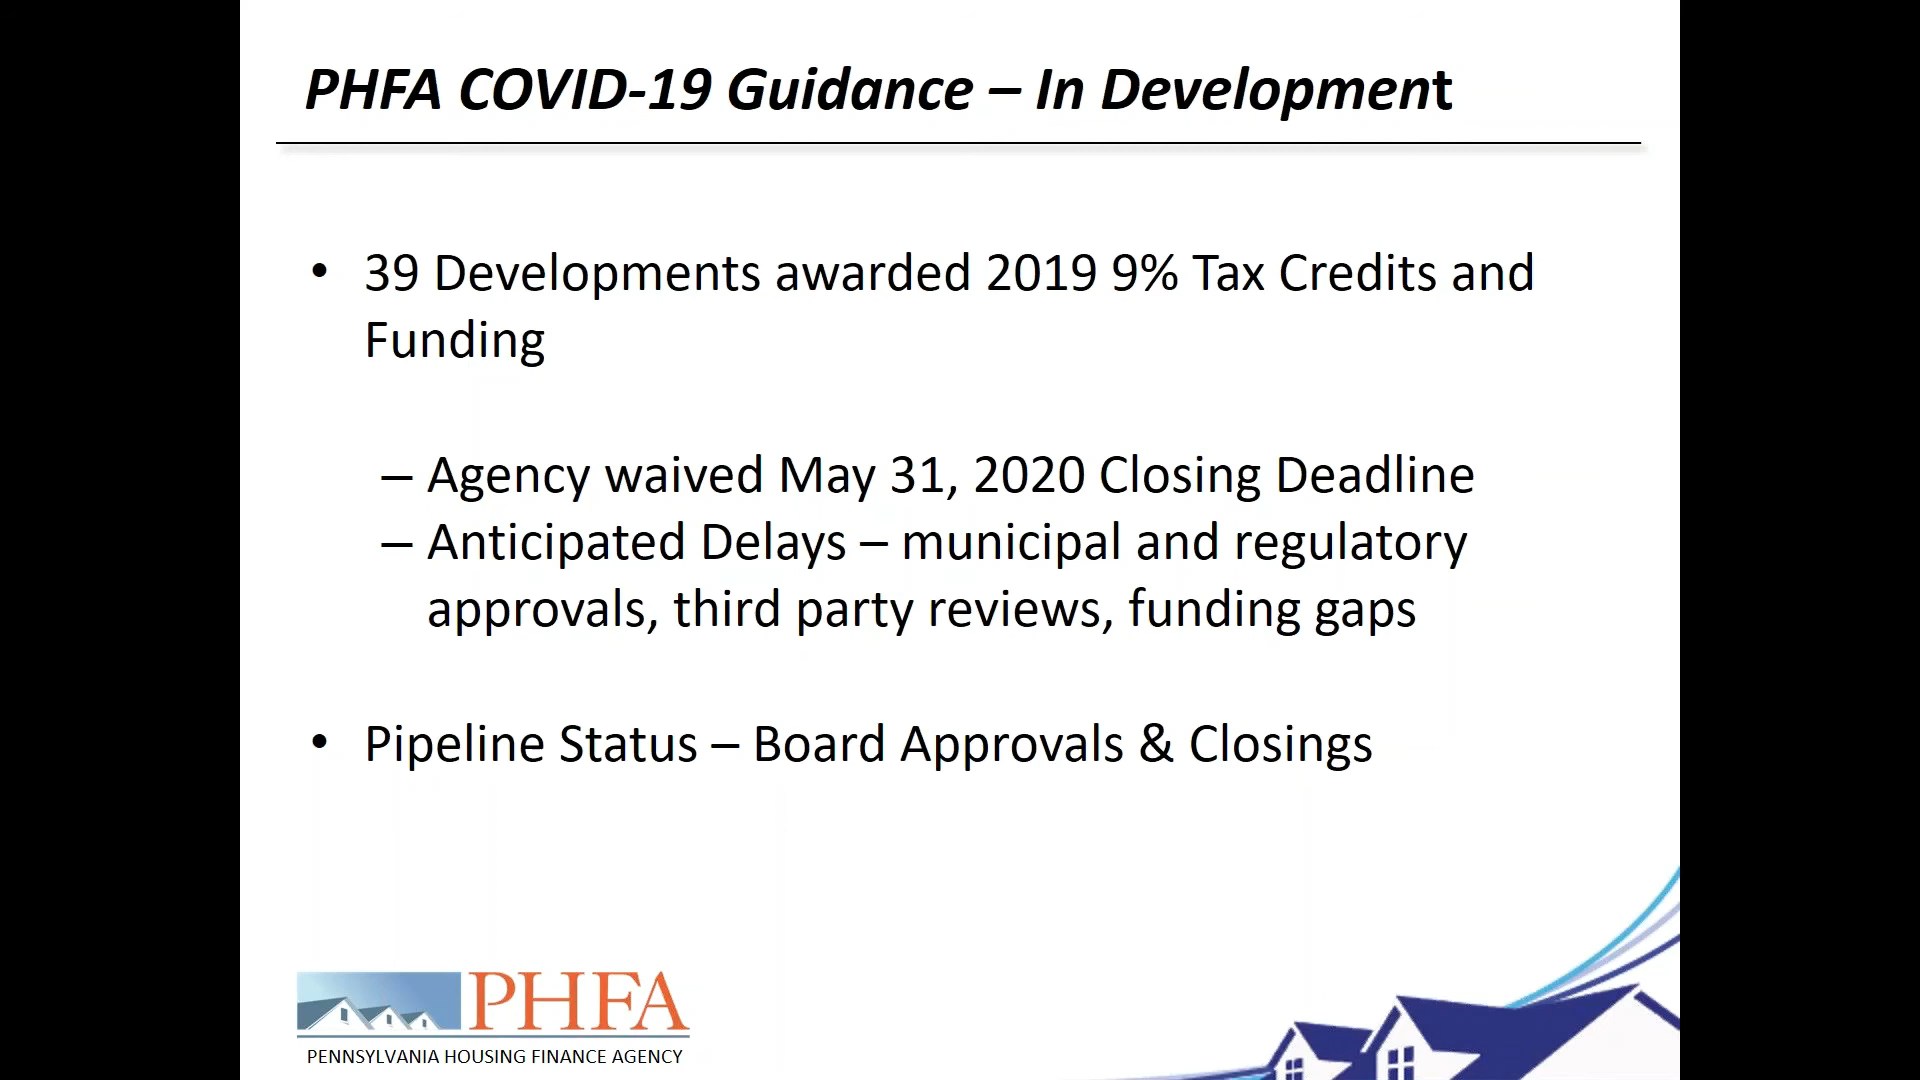 PHFA COVID-19 Guidance – In Development
• 39 Developments awarded 2019 9% Tax Credits and
Funding
– Agency waived May 31, 2020 Closing Deadline
– Anticipated Delays – municipal and regulatory
approvals, third party reviews, funding gaps
• Pipeline Status – Board Approvals & Closings
PHFA
PENNSYLVANIA HOUSING FINANCE AGENCY